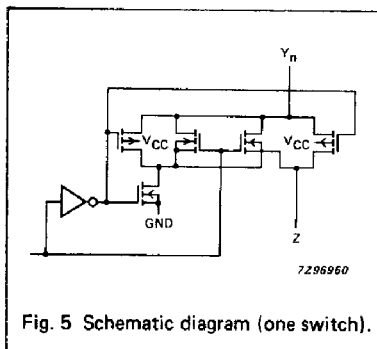 Yn
VCC
VCC
GND
Z
7296960
Fig. 5 Schematic diagram (one switch).